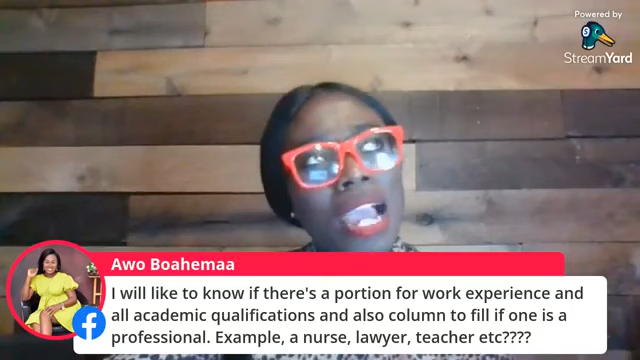 Powered by
StreamYard
Awo Boahemaa
I will like to know if there's a portion for work experience and
all academic qualifications and also column to fill if one is a
professional. Example, a nurse, lawyer, teacher etc????